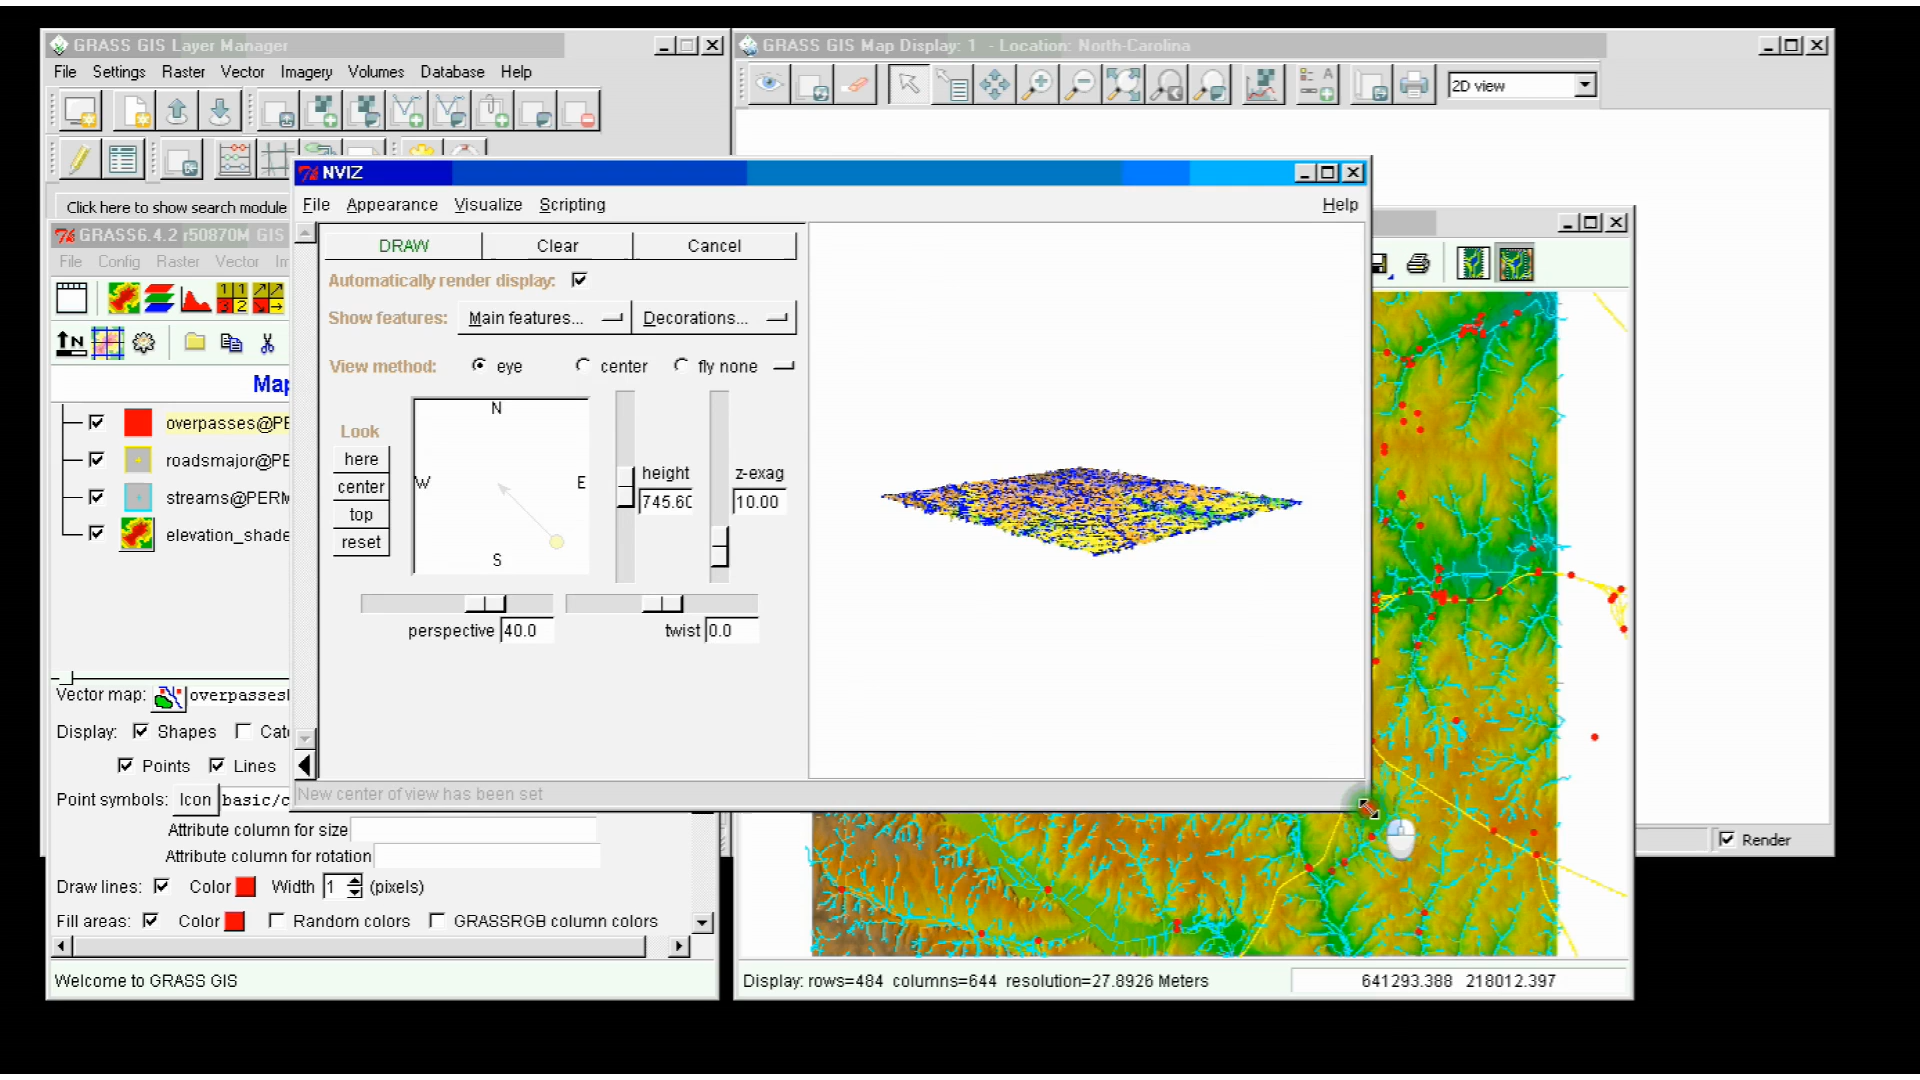 GRASS GIS Layer Manager
File Settings Raster Vector Imagery Volumes Database Help
Click here to show search module
GRASS6.4.2 r50870M GIS
File Config Raster Vector
Map
overpasses@PE
roadsmajor@PE
streams@PERM
elevation_shade
Vector map: overpasses
Display: Shapes Cat
Points Lines
Point symbols: Icon basic/c
Attribute column for size
Attribute column for rotation
Draw lines: Color Width 1 (pixels)
Fill areas: Color Random colors GRASSRGB column colors
Welcome to GRASS GIS
GRASS GIS Map Display: 1 - Location: North-Carolina
2D view
NVIZ
File Appearance Visualize Scripting Help
DRAW Clear Cancel
Automatically render display:
Show features: Main features... Decorations...
View method: eye center fly none
Look
here
center
top
reset
N
W E
S
height
745.60
z-exag
10.00
perspective 40.0 twist 0.0
New center of view has been set
Render
Display: rows=484 columns=644 resolution=27.8926 Meters
641293.388 218012.397